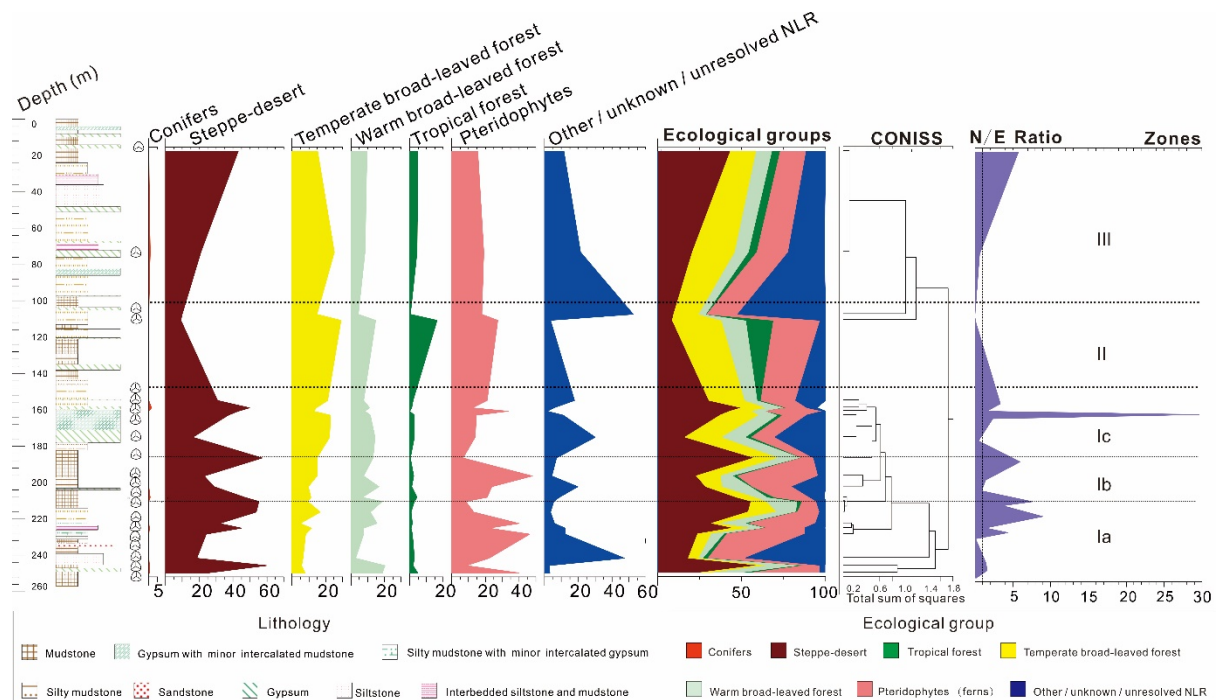 Depth (m)
Conifers
Steppe-desert
Temperate broad-leaved forest
Warm broad-leaved forest
Tropical forest
Pteridophytes
Other / unknown / unresolved NLR
Ecological groups
CONISS
N/E Ratio
Zones
0
20
40
60
80
100
120
140
160
180
200
220
240
260
III
II
Ic
Ib
Ia
5 20 40 60 20 20 20 20 40 20 40 60 50 100 0.2 0.6 1.0 1.4 1.8 5 10 15 20 25 30
Total sum of squares
Lithology
Ecological group
Mudstone
Gypsum with minor intercalated mudstone
Silty mudstone with minor intercalated gypsum
Conifers
Steppe-desert
Tropical forest
Temperate broad-leaved forest
Silty mudstone
Sandstone
Gypsum
Siltstone
Interbedded siltstone and mudstone
Warm broad-leaved forest
Pteridophytes (ferns)
Other / unknown / unresolved NLR